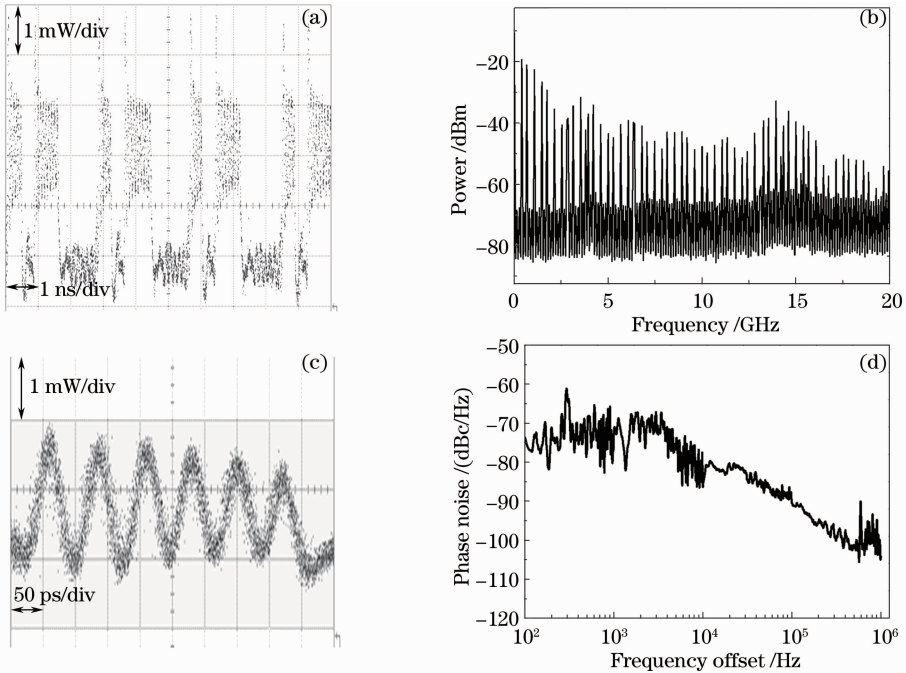 (a)
1 mW/div
1 ns/div
(b)
Power /dBm
−20
−40
−60
−80
0
5
10
15
20
Frequency /GHz
(c)
1 mW/div
50 ps/div
(d)
Phase noise /(dBc/Hz)
−50
−60
−70
−80
−90
−100
−110
−120
10²
10³
10⁴
10⁵
10⁶
Frequency offset /Hz